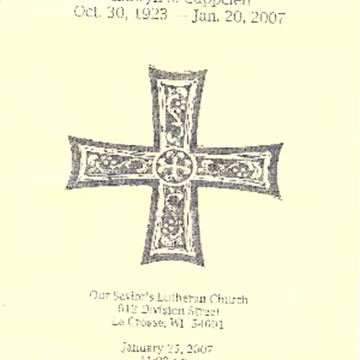 Oct. 30, 1923 – Jan. 20, 2007
Our Savior's Lutheran Church
612 Division Street
La Crosse, WI 54601
January 25, 2007